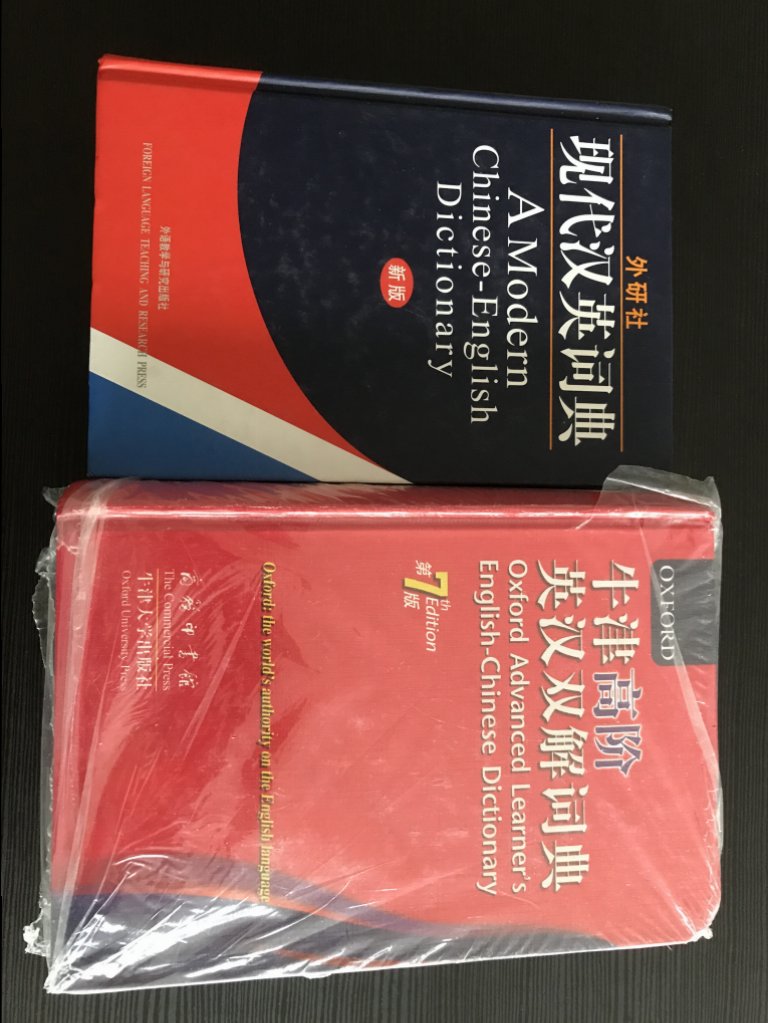 外研社
现代汉英词典
A Modern
Chinese-English
Dictionary
新版
外语教学与研究出版社
FOREIGN LANGUAGE TEACHING AND RESEARCH PRESS
OXFORD
牛津高阶
英汉双解词典
Oxford Advanced Learner's
English-Chinese Dictionary
第7版
7th Edition
Oxford: the world's authority on the English language
商务印书馆
The Commercial Press
牛津大学出版社
Oxford University Press